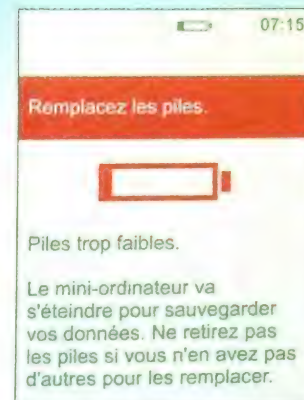 07:15
Remplacez les piles.
Piles trop faibles.
Le mini-ordinateur va
s'éteindre pour sauvegarder
vos données. Ne retirez pas
les piles si vous n'en avez pas
d'autres pour les remplacer.